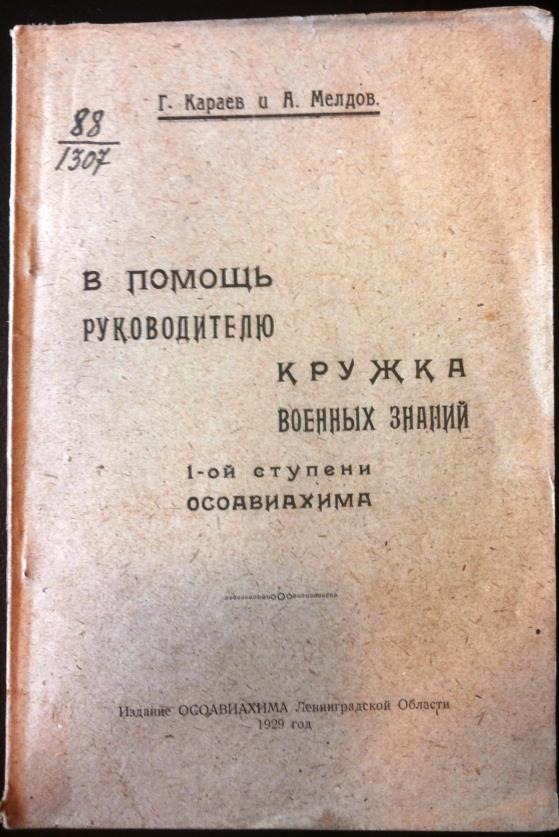 Г. Караев и А. Мелдов.
88
1307
В ПОМОЩЬ
РУКОВОДИТЕЛЮ
КРУЖКА
ВОЕННЫХ ЗНАНИЙ
1-ой ступени
ОСОАВИАХИМА
Издание ОСОАВИАХИМА Ленинградской Области
1929 год